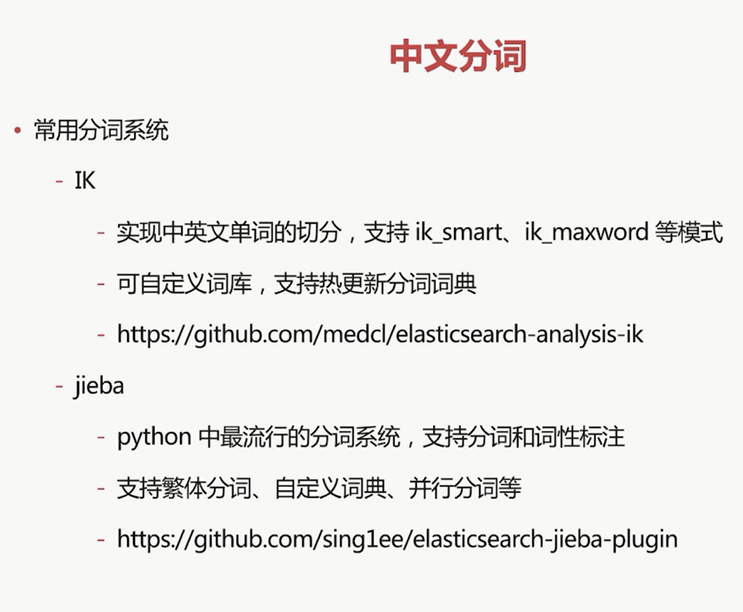 中文分词
• 常用分词系统
- IK
- 实现中英文单词的切分，支持 ik_smart、ik_maxword 等模式
- 可自定义词库，支持热更新分词词典
- https://github.com/medcl/elasticsearch-analysis-ik
- jieba
- python 中最流行的分词系统，支持分词和词性标注
- 支持繁体分词、自定义词典、并行分词等
- https://github.com/sing1ee/elasticsearch-jieba-plugin